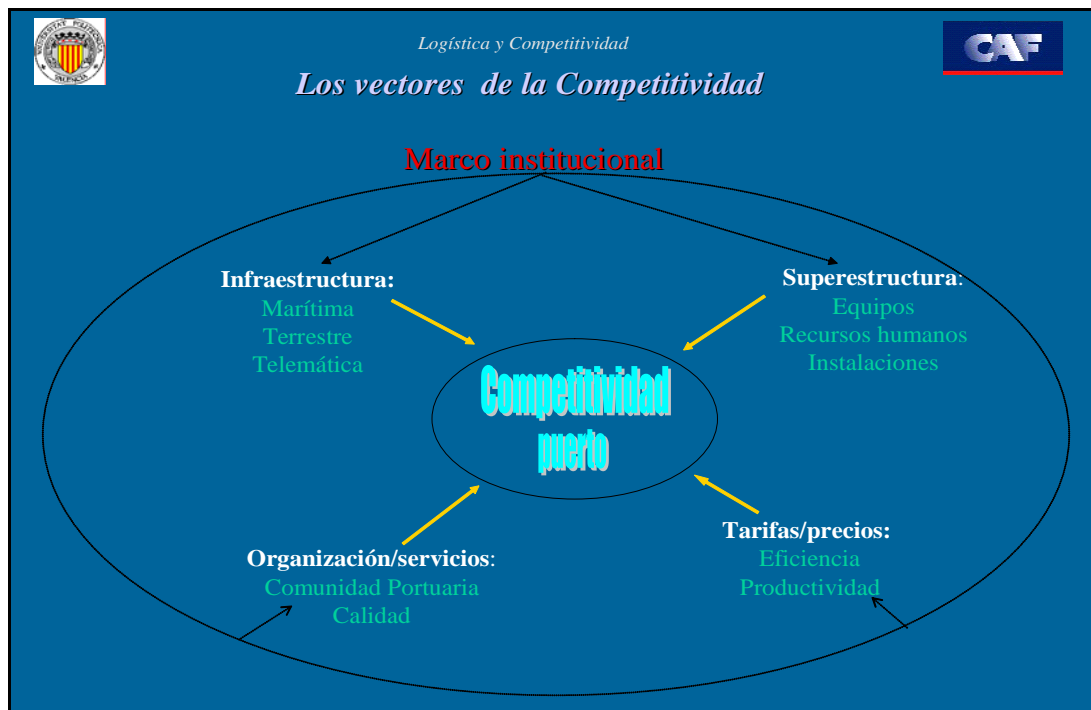 Logística y Competitividad
CAF
Los vectores de la Competitividad
Marco institucional
Infraestructura:
Marítima
Terrestre
Telemática
Superestructura:
Equipos
Recursos humanos
Instalaciones
Competitividad
puerto
Organización/servicios:
Comunidad Portuaria
Calidad
Tarifas/precios:
Eficiencia
Productividad